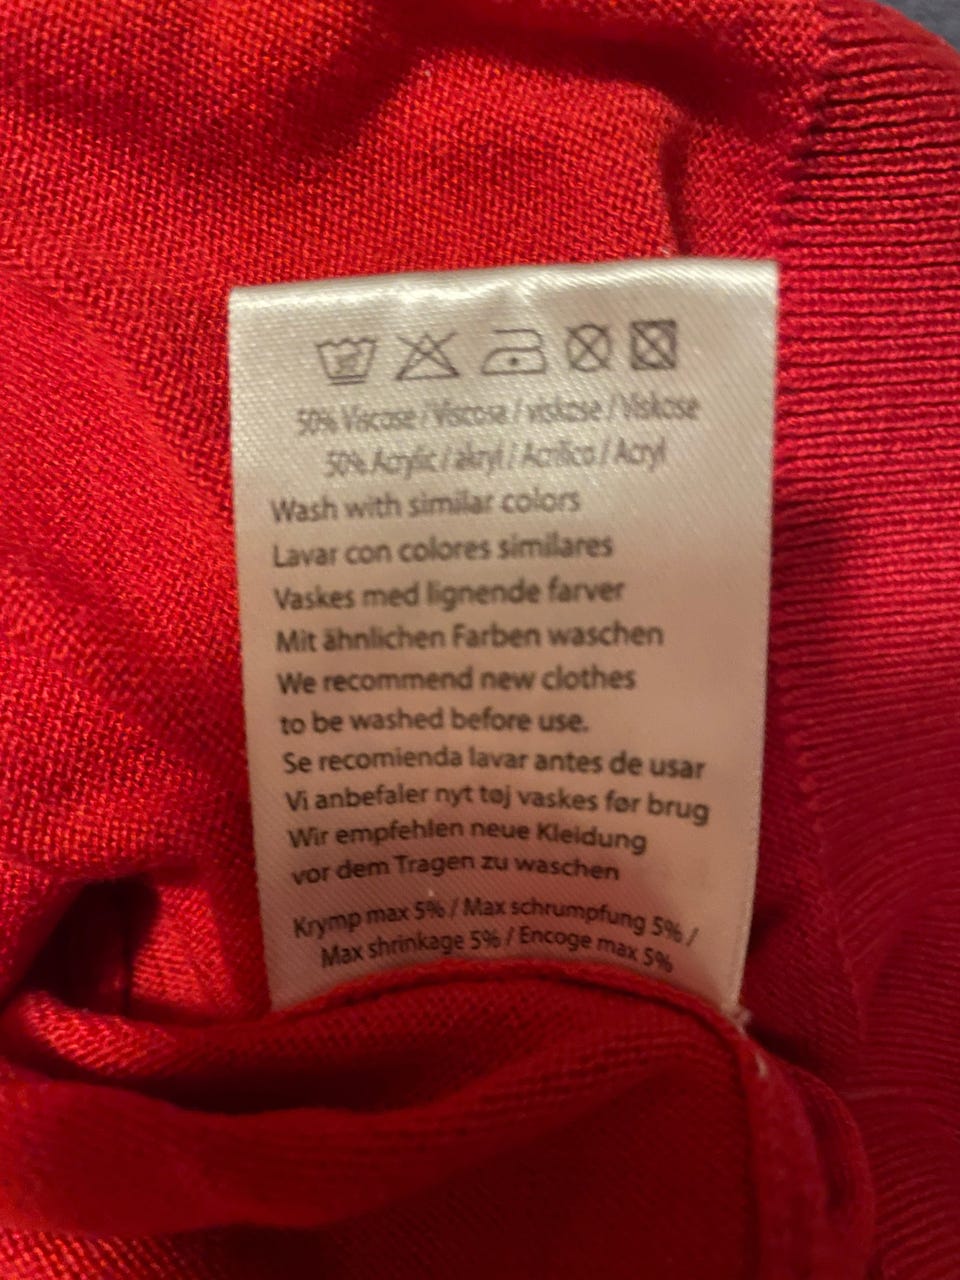 50% Viscose / Viscosa / viskose / Viskose
50% Acrylic / akryl / Acrilico / Acryl
Wash with similar colors
Lavar con colores similares
Vaskes med lignende farver
Mit ähnlichen Farben waschen
We recommend new clothes
to be washed before use.
Se recomienda lavar antes de usar
Vi anbefaler nyt tøj vaskes før brug
Wir empfehlen neue Kleidung
vor dem Tragen zu waschen
Krymp max 5% / Max schrumpfung 5% /
Max shrinkage 5% / Encoge max 5%